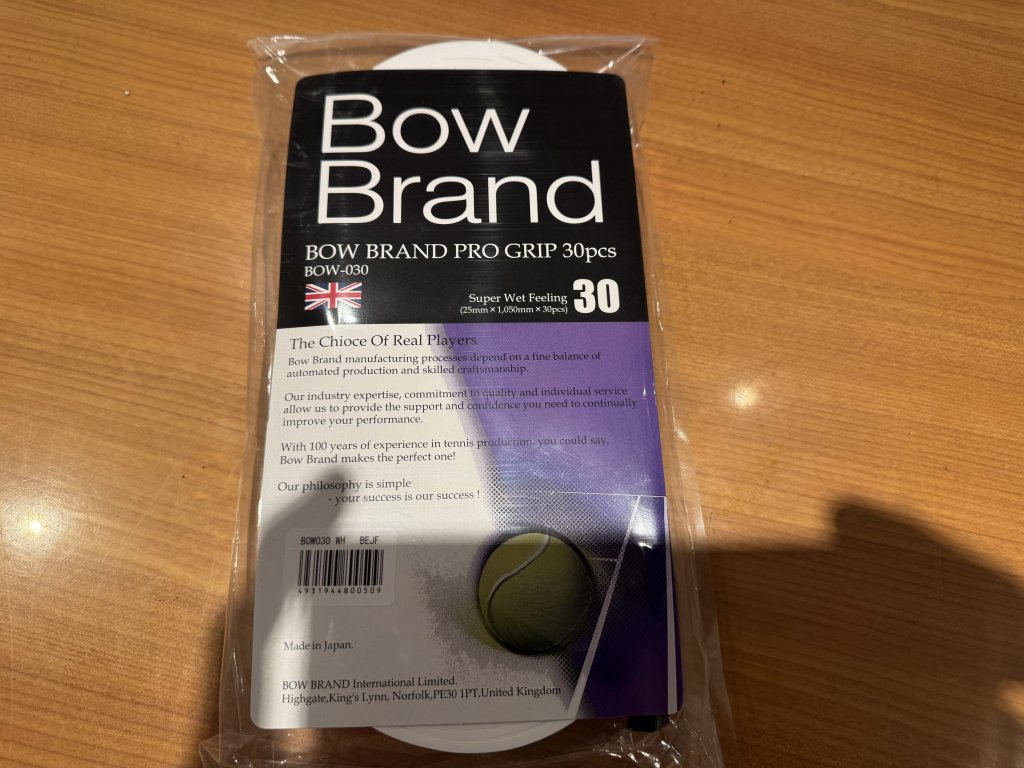 Bow
Brand
BOW BRAND PRO GRIP 30pcs
BOW-030
Super Wet Feeling 30
(25mm × 1,050mm × 30pcs)
The Chioce Of Real Players
Bow Brand manufacturing processes depend on a fine balance of
automated production and skilled craftsmanship.
Our industry expertise, commitment to quality and individual service
allow us to provide the support and confidence you need to continually
improve your performance.
With 100 years of experience in tennis production, you could say,
Bow Brand makes the perfect one!
Our philosophy is simple
- your success is our success !
BOW030 WH BEJF
4931944800509
Made in Japan.
BOW BRAND International Limited.
Highgate,King's Lynn, Norfolk,PE30 1PT,United Kingdom